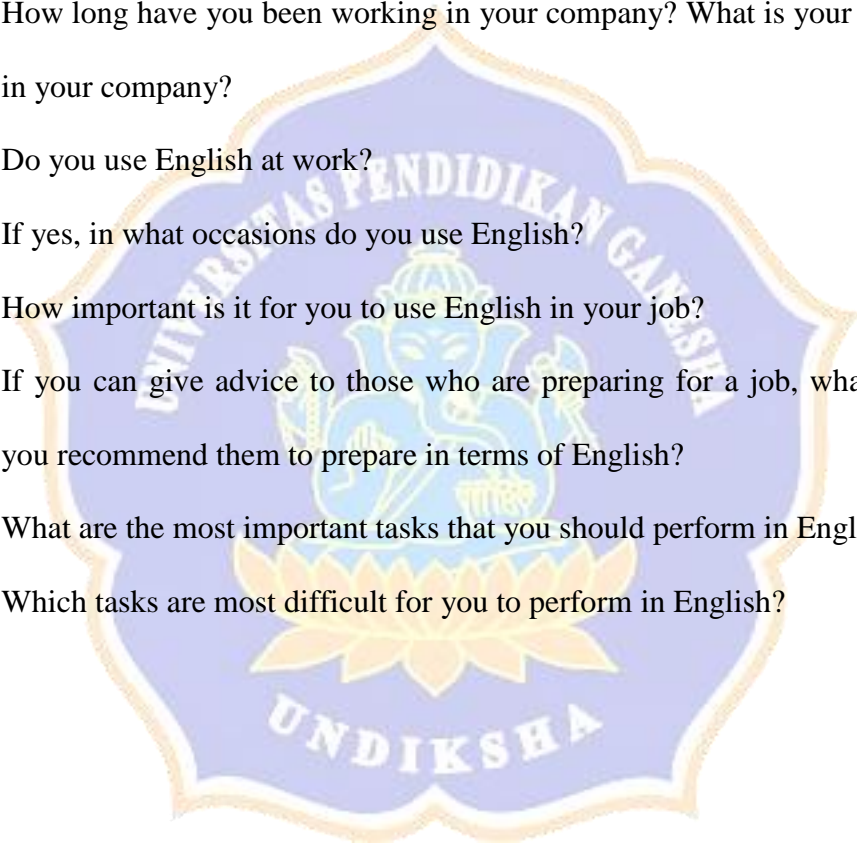 How long have you been working in your company? What is your
in your company?
Do you use English at work?
If yes, in what occasions do you use English?
How important is it for you to use English in your job?
If you can give advice to those who are preparing for a job,
you recommend them to prepare in terms of English?
What are the most important tasks that you should perform in
Which tasks are most difficult for you to perform in English?
UNIVERSITAS PENDIDIKAN GANESHA
UNDIKSHA